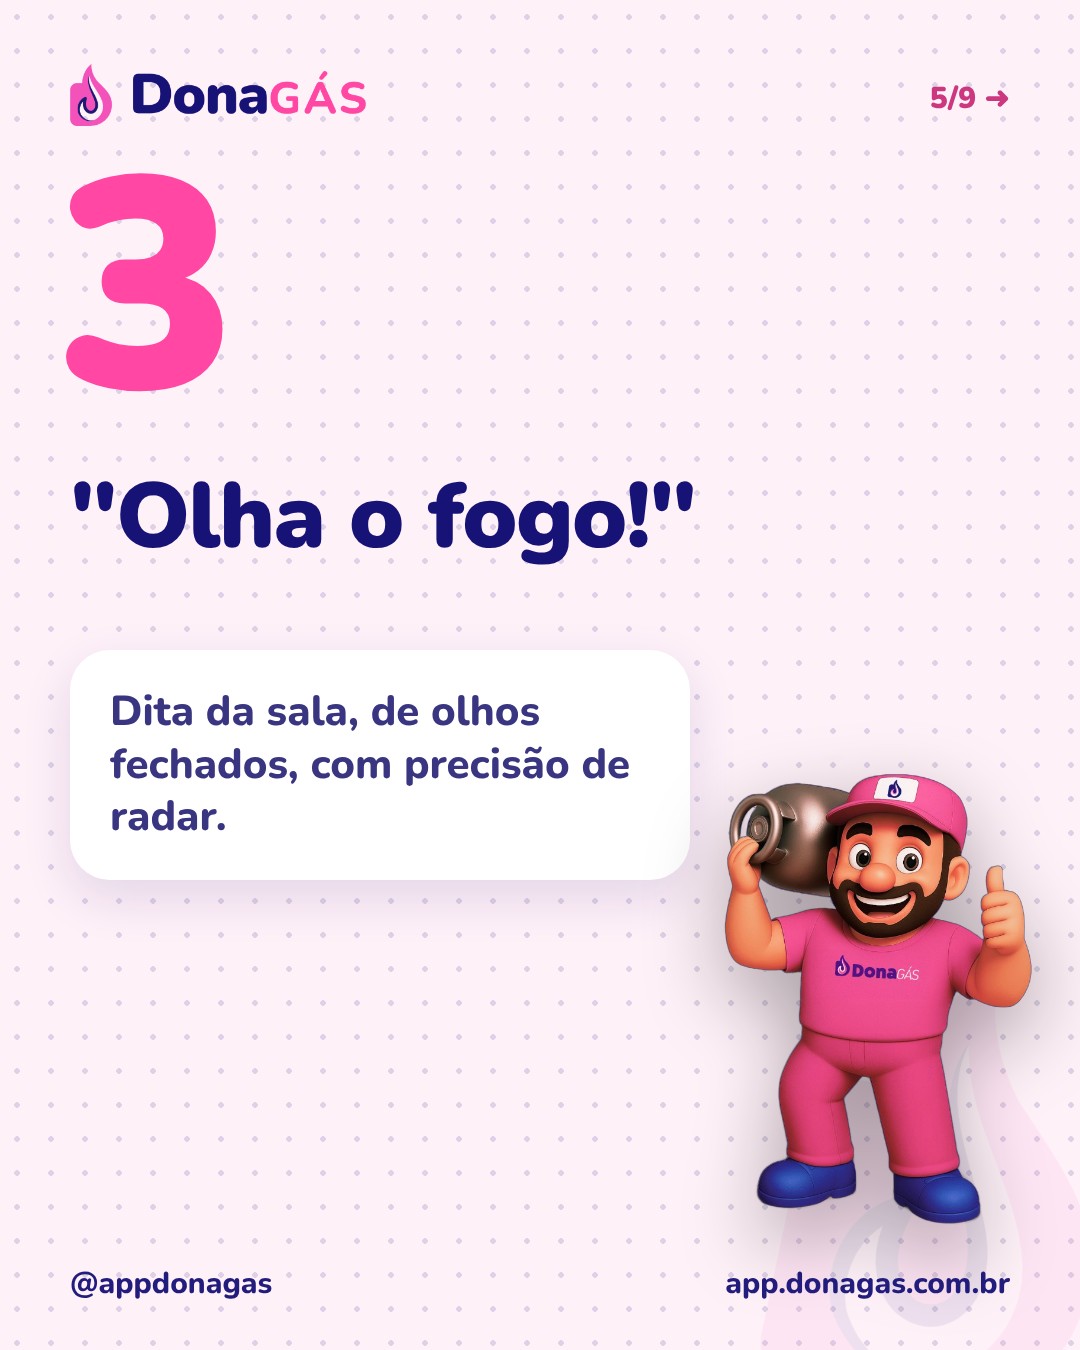 DonaGÁS
5/9 →
3
"Olha o fogo!"
Dita da sala, de olhos
fechados, com precisão de
radar.
DonaGÁS
@appdonagas
app.donagas.com.br